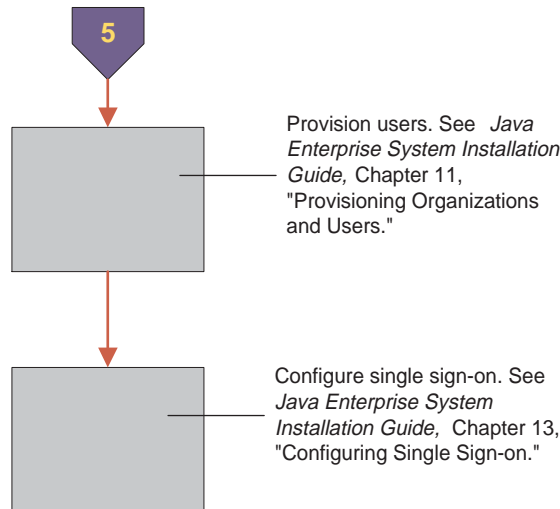 5
Provision users. See Java
Enterprise System Installation
Guide, Chapter 11,
"Provisioning Organizations
and Users."
Configure single sign-on. See
Java Enterprise System
Installation Guide, Chapter 13,
"Configuring Single Sign-on."